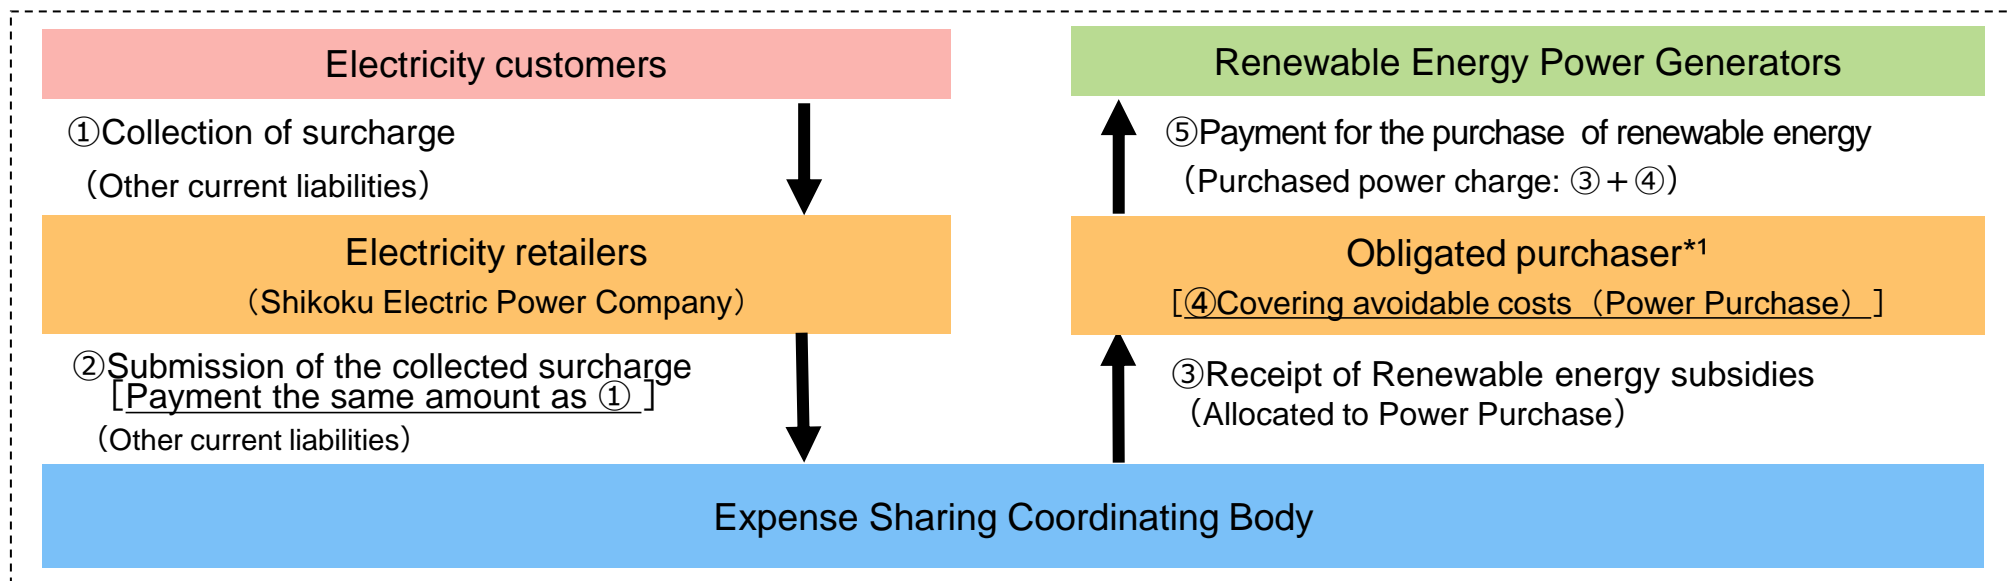 Electricity customers
①Collection of surcharge
（Other current liabilities）
Electricity retailers
（Shikoku Electric Power Company）
②Submission of the collected surcharge
［Payment the same amount as ① ］
（Other current liabilities）
Renewable Energy Power Generators
⑤Payment for the purchase of renewable energy
（Purchased power charge: ③＋④）
Obligated purchaser*¹
［④Covering avoidable costs（Power Purchase） ］
③Receipt of Renewable energy subsidies
（Allocated to Power Purchase）
Expense Sharing Coordinating Body